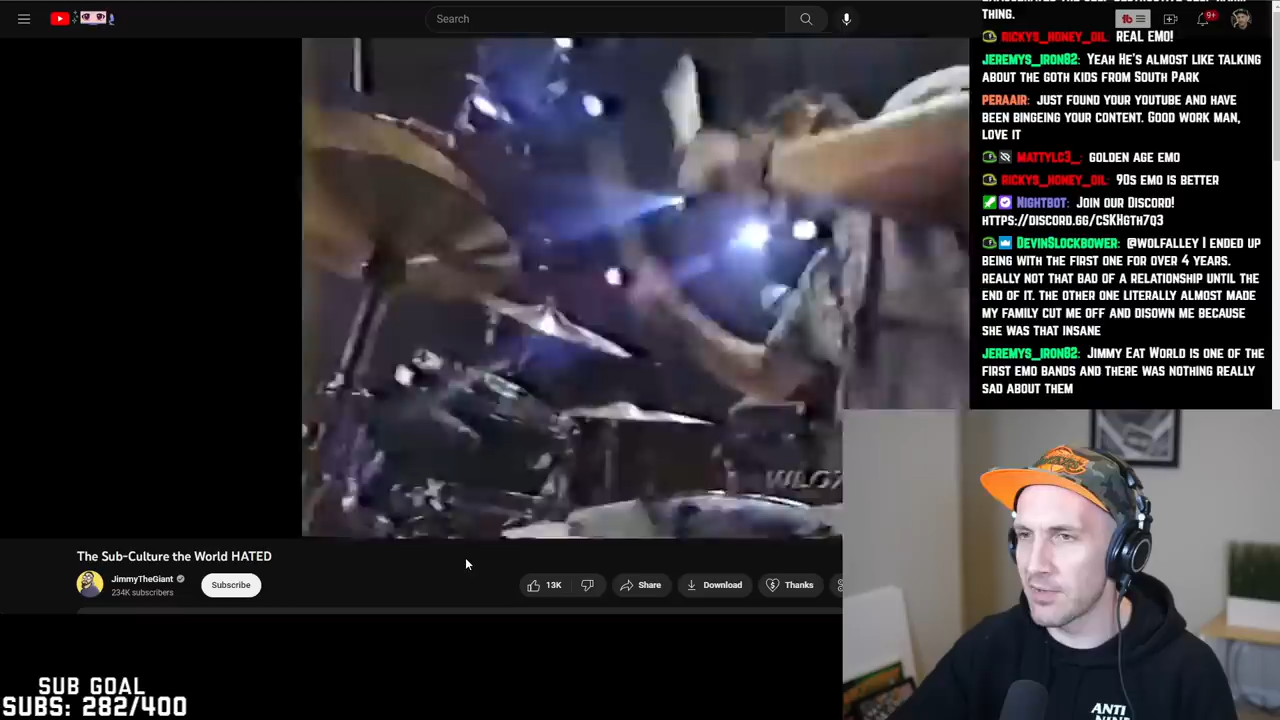 Search
9+
THING.
RICKYS_HONEY_OIL: REAL EMO!
JEREMYS_IRON82: YEAH HE'S ALMOST LIKE TALKING
ABOUT THE GOTH KIDS FROM SOUTH PARK
PERAAIR: JUST FOUND YOUR YOUTUBE AND HAVE
BEEN BINGEING YOUR CONTENT. GOOD WORK MAN,
LOVE IT
MATTYLC3_: GOLDEN AGE EMO
RICKYS_HONEY_OIL: 90S EMO IS BETTER
NIGHTBOT: JOIN OUR DISCORD!
HTTPS://DISCORD.GG/CSKHGTH7Q3
DEVINSLOCKBOWER: @WOLFALLEY I ENDED UP
BEING WITH THE FIRST ONE FOR OVER 4 YEARS.
REALLY NOT THAT BAD OF A RELATIONSHIP UNTIL THE
END OF IT. THE OTHER ONE LITERALLY ALMOST MADE
MY FAMILY CUT ME OFF AND DISOWN ME BECAUSE
SHE WAS THAT INSANE
JEREMYS_IRON82: JIMMY EAT WORLD IS ONE OF THE
FIRST EMO BANDS AND THERE WAS NOTHING REALLY
SAD ABOUT THEM
The Sub-Culture the World HATED
JimmyTheGiant
234K subscribers
Subscribe
13K
Share
Download
Thanks
SUB GOAL
SUBS: 282/400
ANTI